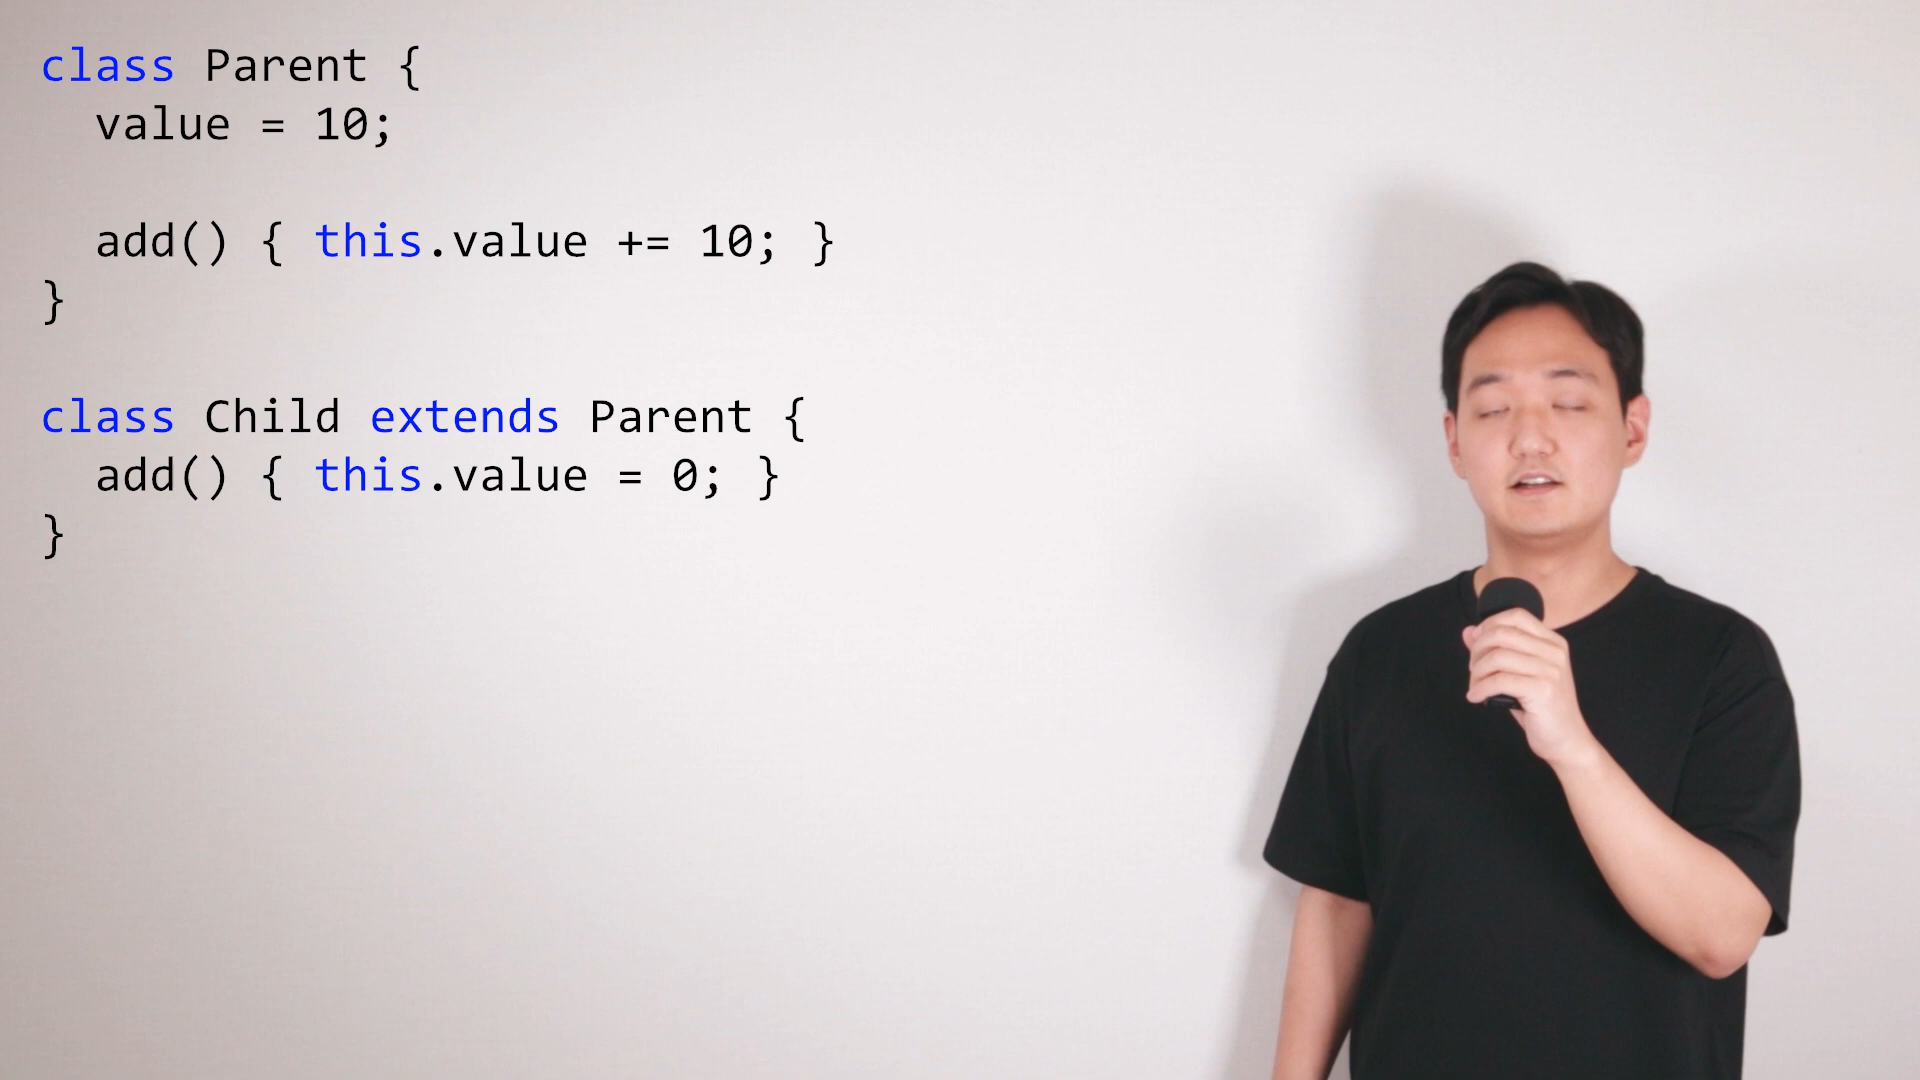 class Parent {
  value = 10;

  add() { this.value += 10; }
}

class Child extends Parent {
  add() { this.value = 0; }
}